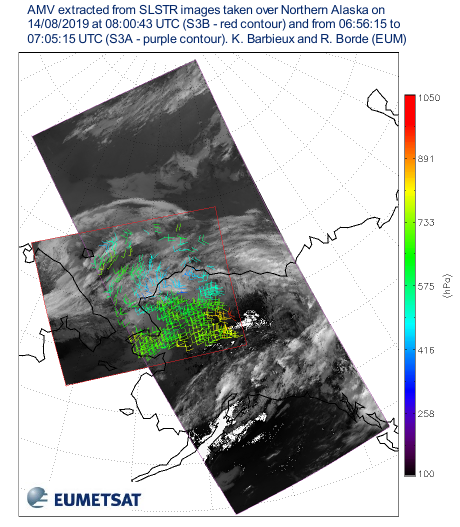 AMV extracted from SLSTR images taken over Northern Alaska on
14/08/2019 at 08:00:43 UTC (S3B - red contour) and from 06:56:15 to
07:05:15 UTC (S3A - purple contour). K. Barbieux and R. Borde (EUM)
1050
891
733
575
(hPa)
415
258
100
EUMETSAT